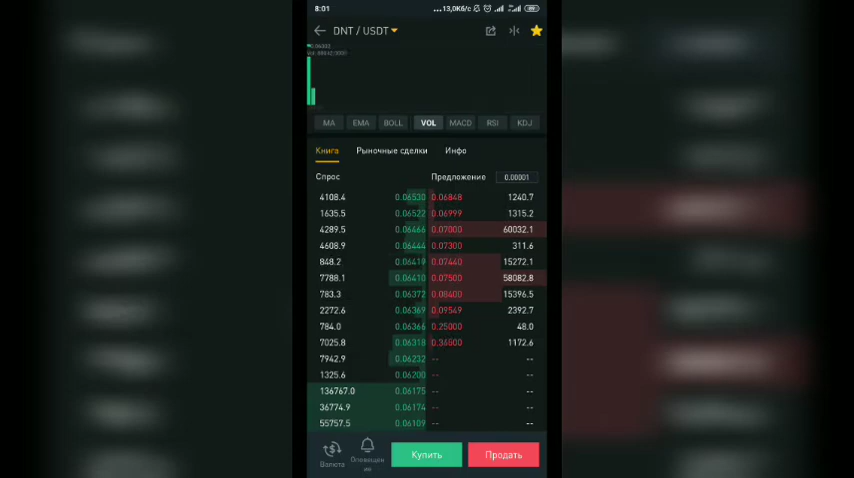 8:01 ...13,0Кб/с
DNT / USDT
0.06500
MA EMA BOLL VOL MACD RSI KDJ
Книга Рыночные сделки Инфо
Спрос Предложение 0.00001
4108.4 0.06530 0.06848 1240.7
1635.5 0.06522 0.06999 1315.2
4289.5 0.06466 0.07000 60032.1
4608.9 0.06444 0.07300 311.6
848.2 0.06419 0.07440 15272.1
7788.1 0.06410 0.07500 58082.8
783.3 0.06372 0.08400 15396.5
2272.6 0.06369 0.09549 2392.7
784.0 0.06366 0.25000 48.0
7025.8 0.06318 0.36500 1172.6
7942.9 0.06232 -- --
1325.6 0.06200 -- --
136767.0 0.06175 -- --
36774.9 0.06174 -- --
55757.5 0.06109 -- --
Валюта Оповещен
ие Купить Продать